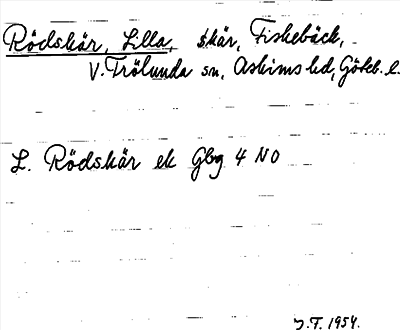 Rödskär, Lilla, skär, Fiskebäck,
V. Frölunda sn, Askims hd, Göteb. l.
L. Rödskär ek Gbg 4 NO
J.F. 1954.